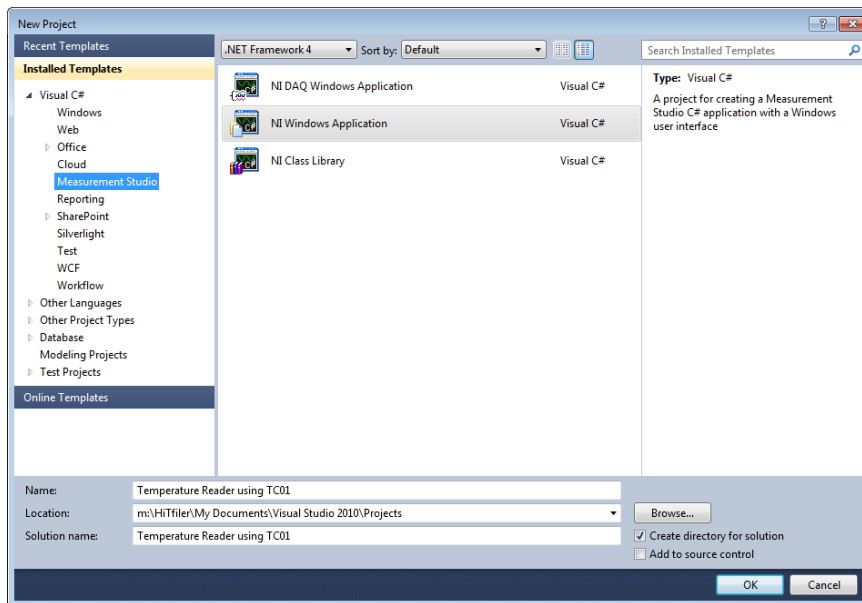 New Project
Recent Templates
.NET Framework 4
Sort by: Default
Search Installed Templates
Installed Templates
Visual C#
Windows
Web
Office
Cloud
Measurement Studio
Reporting
SharePoint
Silverlight
Test
WCF
Workflow
Other Languages
Other Project Types
Database
Modeling Projects
Test Projects
Online Templates
NI DAQ Windows Application Visual C#
NI Windows Application Visual C#
NI Class Library Visual C#
Type: Visual C#
A project for creating a Measurement
Studio C# application with a Windows
user interface
Name: Temperature Reader using TC01
Location: m:\HiTfiler\My Documents\Visual Studio 2010\Projects
Browse...
Solution name: Temperature Reader using TC01
Create directory for solution
Add to source control
OK
Cancel